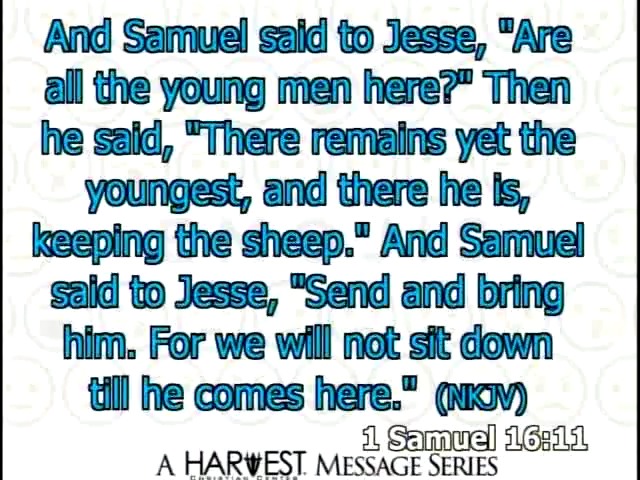 And Samuel said to Jesse, "Are
all the young men here?" Then
he said, "There remains yet the
youngest, and there he is,
keeping the sheep." And Samuel
said to Jesse, "Send and bring
him. For we will not sit down
till he comes here." (NKJV)
1 Samuel 16:11
A HARVEST MESSAGE SERIES
CHRISTIAN CENTER